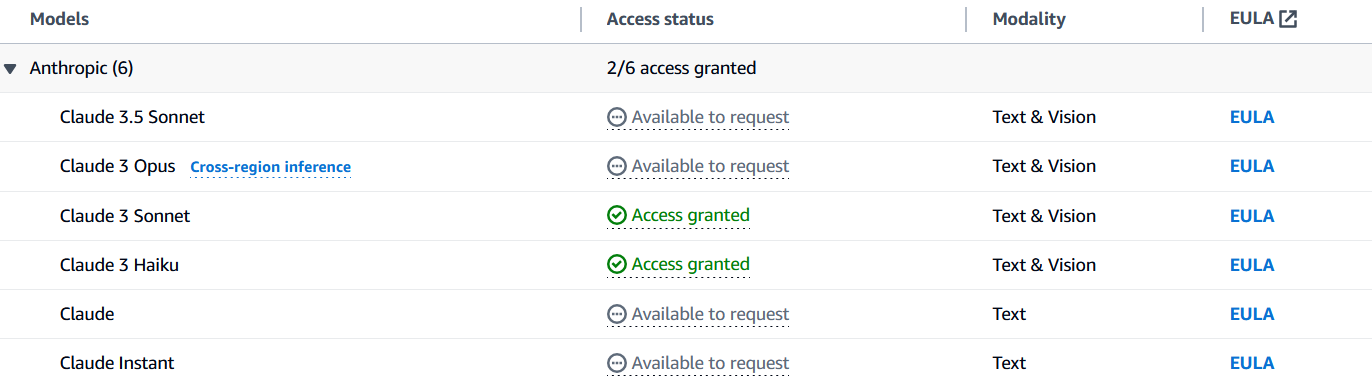 Models Access status Modality EULA
Anthropic (6) 2/6 access granted
Claude 3.5 Sonnet Available to request Text & Vision EULA
Claude 3 Opus Cross-region inference Available to request Text & Vision EULA
Claude 3 Sonnet Access granted Text & Vision EULA
Claude 3 Haiku Access granted Text & Vision EULA
Claude Available to request Text EULA
Claude Instant Available to request Text EULA